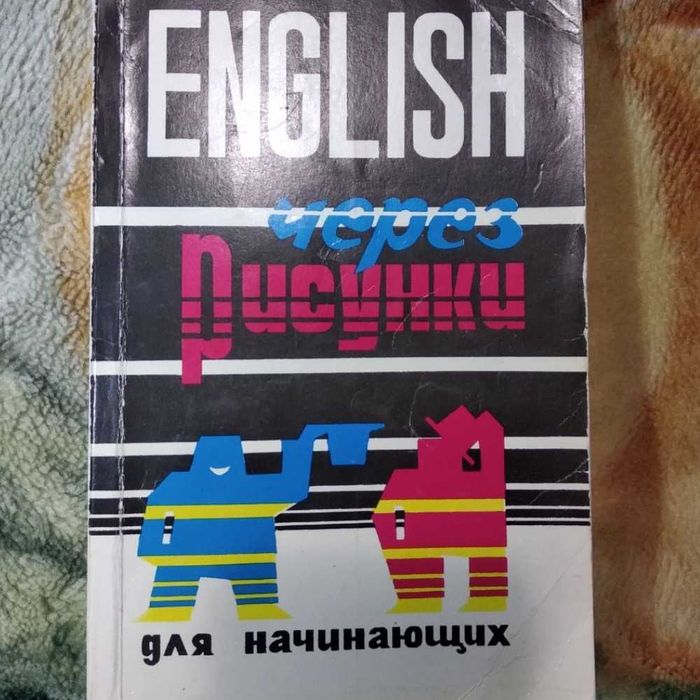 ENGLISH
через
Рисунки
для начинающих